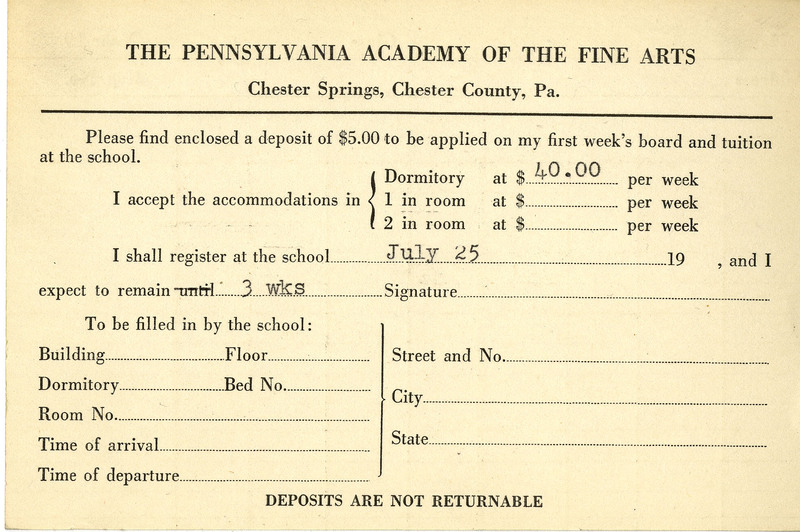 THE PENNSYLVANIA ACADEMY OF THE FINE ARTS
Chester Springs, Chester County, Pa.
Please find enclosed a deposit of $5.00 to be applied on my first week's board and tuition
at the school.
Dormitory at $ 40.00 per week
I accept the accommodations in { 1 in room at $ per week
2 in room at $ per week
I shall register at the school July 25 19 , and I
expect to remain until 3 wks Signature
To be filled in by the school:
Building Floor
Dormitory Bed No.
Room No.
Time of arrival
Time of departure
Street and No.
City
State
DEPOSITS ARE NOT RETURNABLE